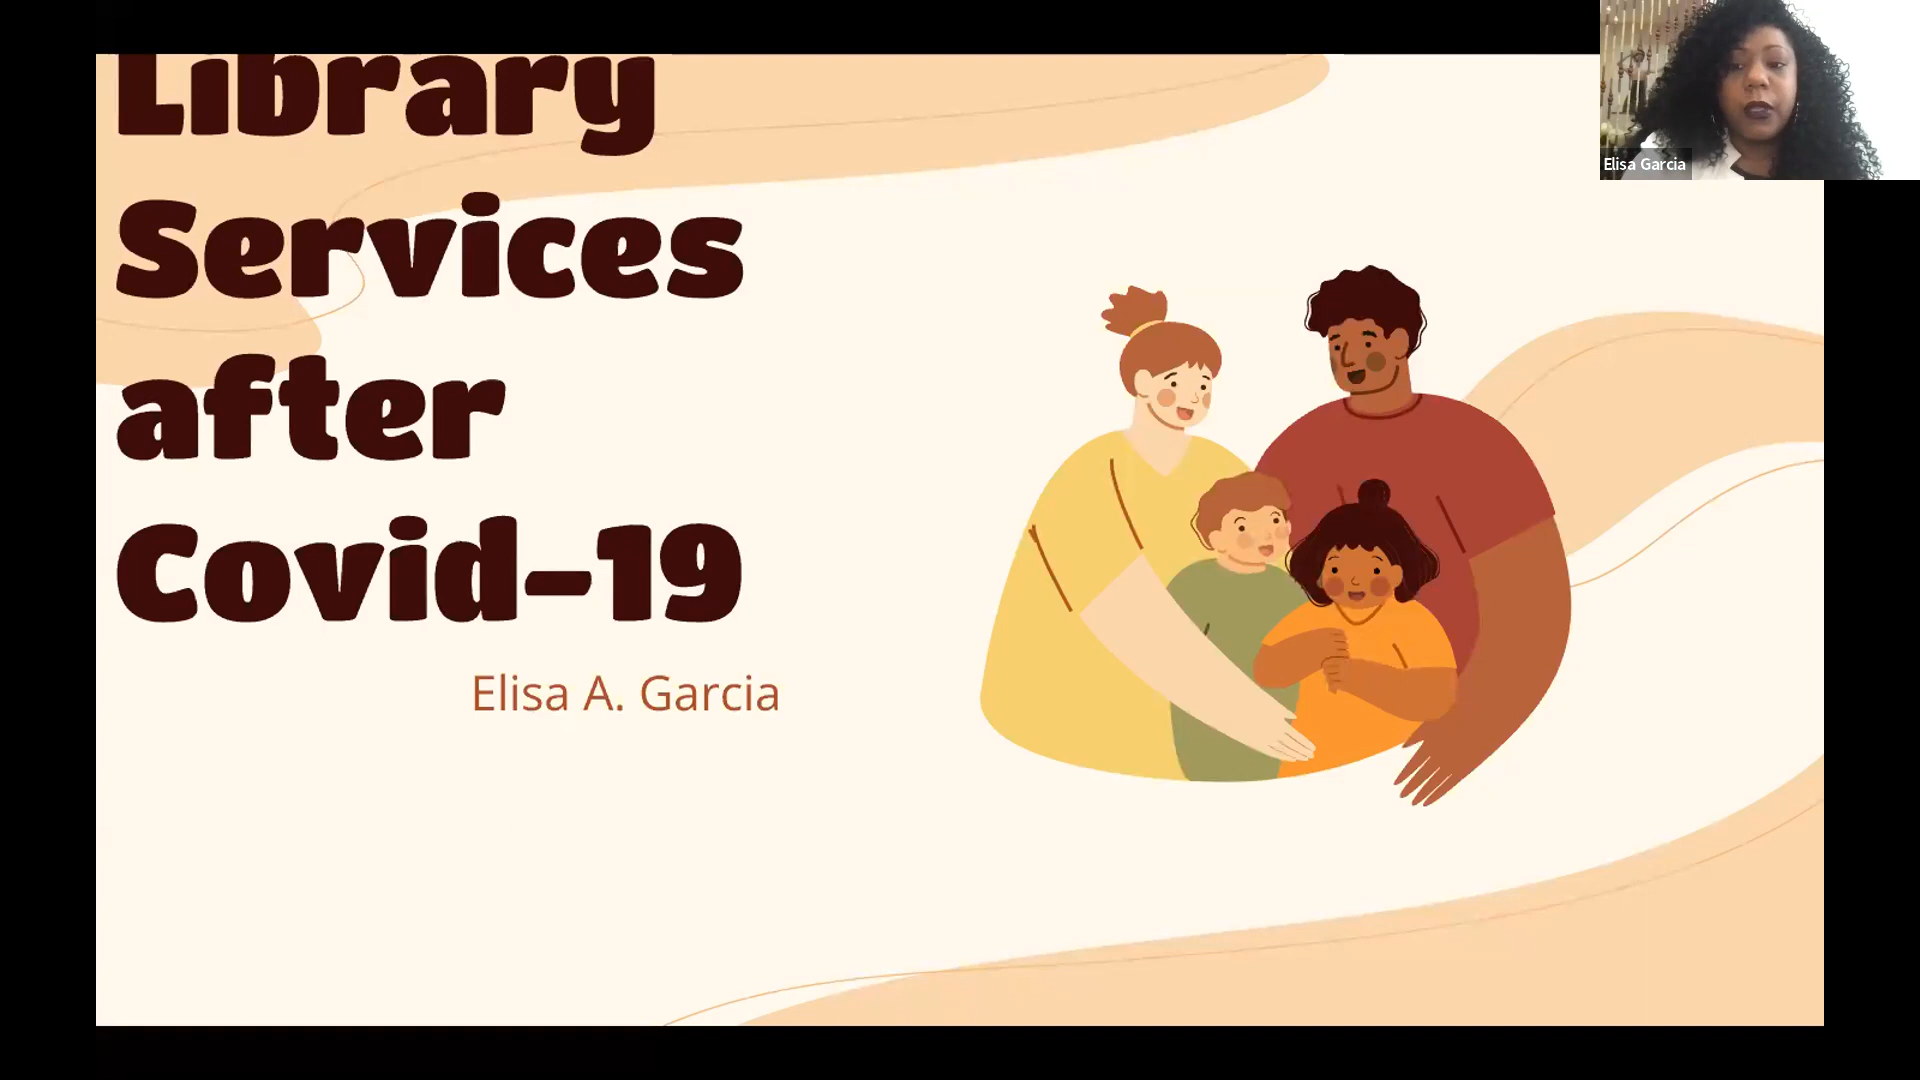 Library
Services
after
Covid-19
Elisa A. Garcia
Elisa Garcia